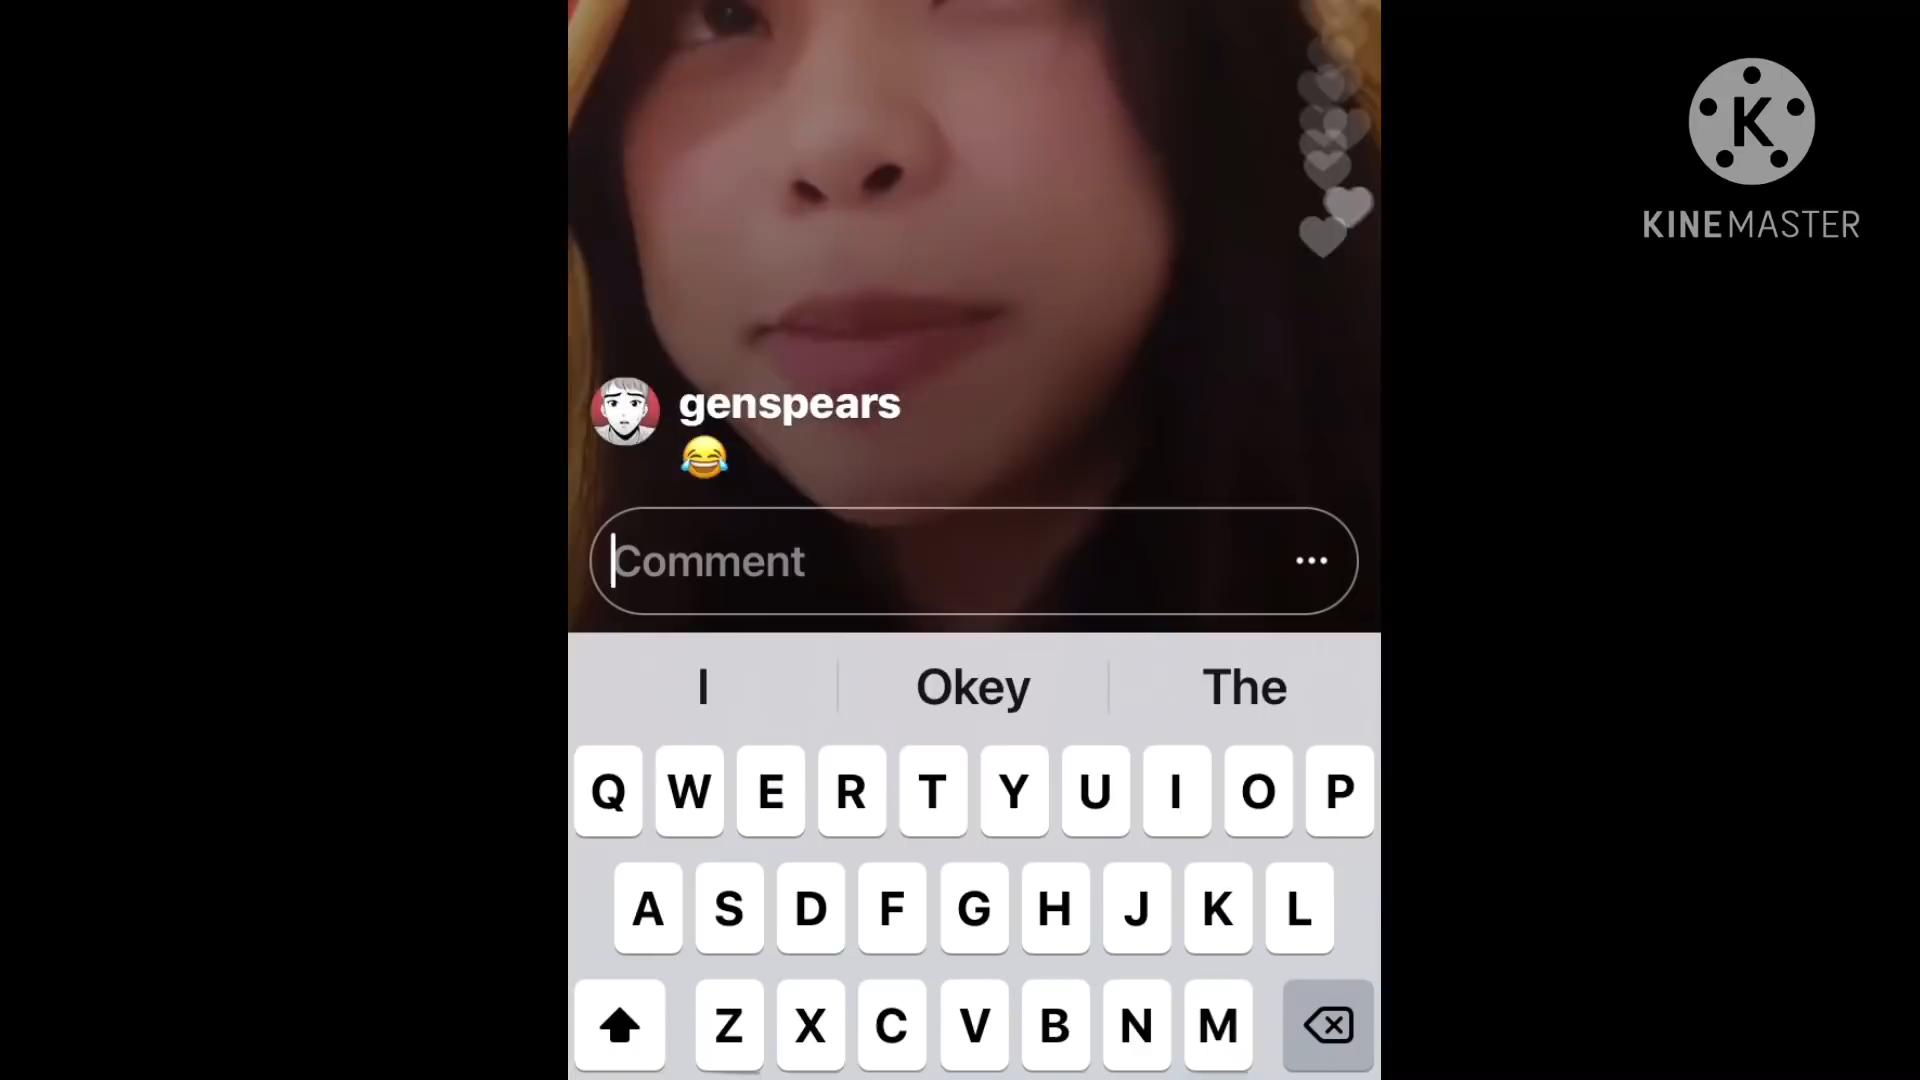 K
KINEMASTER
genspears
😂
Comment
I Okey The
Q W E R T Y U I O P
A S D F G H J K L
Z X C V B N M